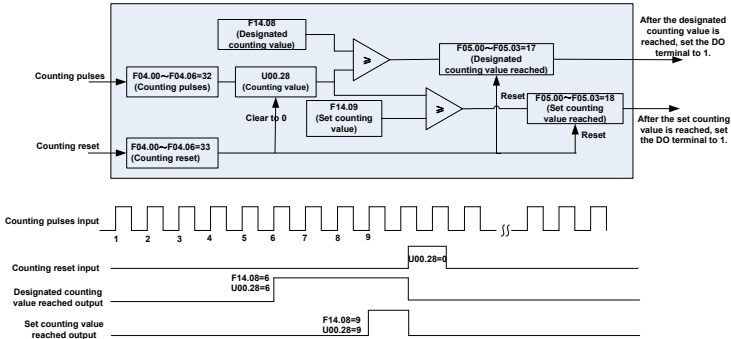 F14.08
(Designated
counting value)
≥
After the designated
counting value is
reached, set the DO
terminal to 1.
F05.00～F05.03=17
(Designated
counting value reached)
Counting pulses
F04.00～F04.06=32
(Counting pulses)
U00.28
(Counting value)
Clear to 0
F14.09
(Set counting
value)
≥
Reset
F05.00～F05.03=18
(Set counting
value reached)
Reset
After the set counting
value is reached, set
the DO terminal to 1.
Counting reset
F04.00～F04.06=33
(Counting reset)
Counting pulses input
1 2 3 4 5 6 7 8 9
Counting reset input
U00.28=0
Designated counting
value reached output
F14.08=6
U00.28=6
Set counting value
reached output
F14.08=9
U00.28=9